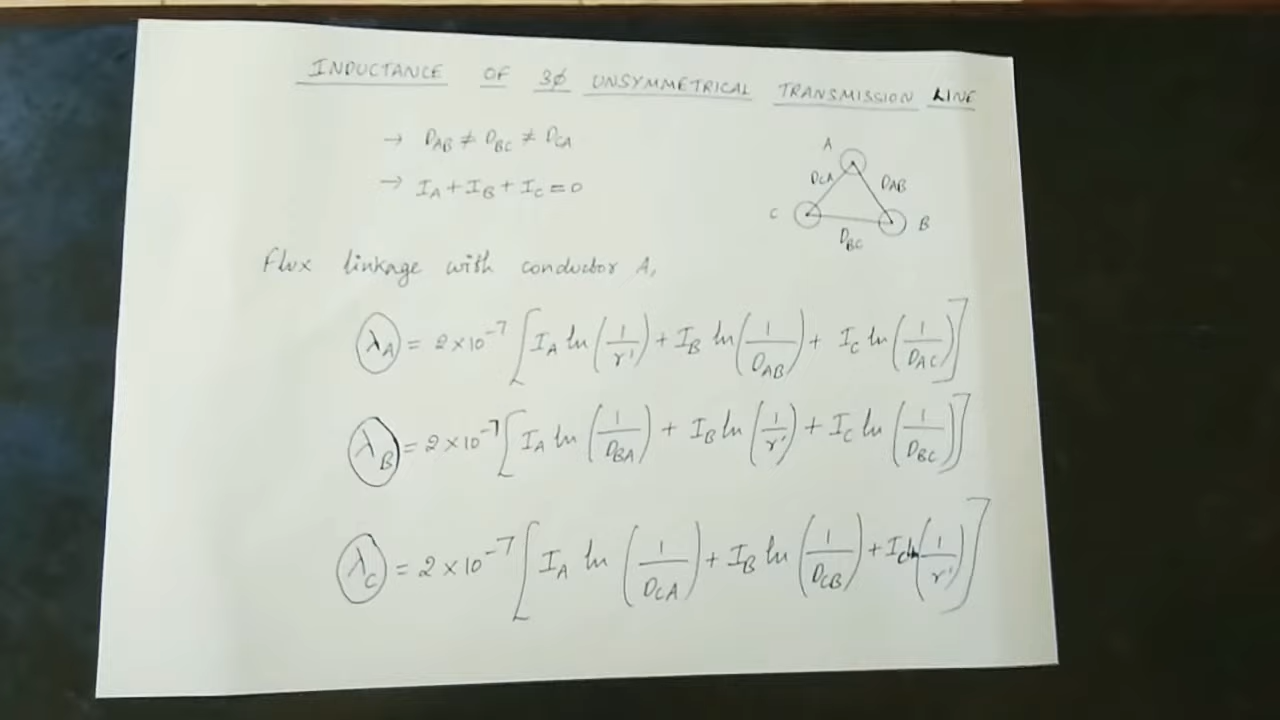 INDUCTANCE OF 3φ UNSYMMETRICAL TRANSMISSION LINE
→ D_AB ≠ D_BC ≠ D_CA
→ I_A + I_B + I_C = 0
A
D_CA D_AB
C B
D_BC
Flux linkage with conductor A,
λ_A = 2×10^-7 [I_A ln(1/r') + I_B ln(1/D_AB) + I_C ln(1/D_AC)]
λ_B = 2×10^-7 [I_A ln(1/D_BA) + I_B ln(1/r') + I_C ln(1/D_BC)]
λ_C = 2×10^-7 [I_A ln(1/D_CA) + I_B ln(1/D_CB) + I_C ln(1/r')]